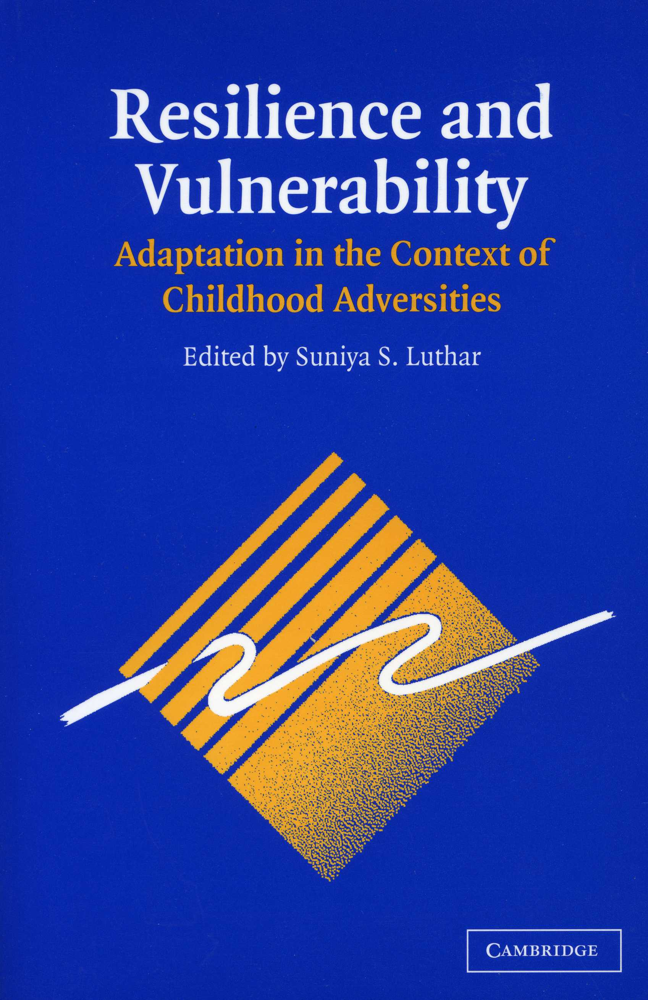 Resilience and
Vulnerability
Adaptation in the Context of
Childhood Adversities
Edited by Suniya S. Luthar
CAMBRIDGE